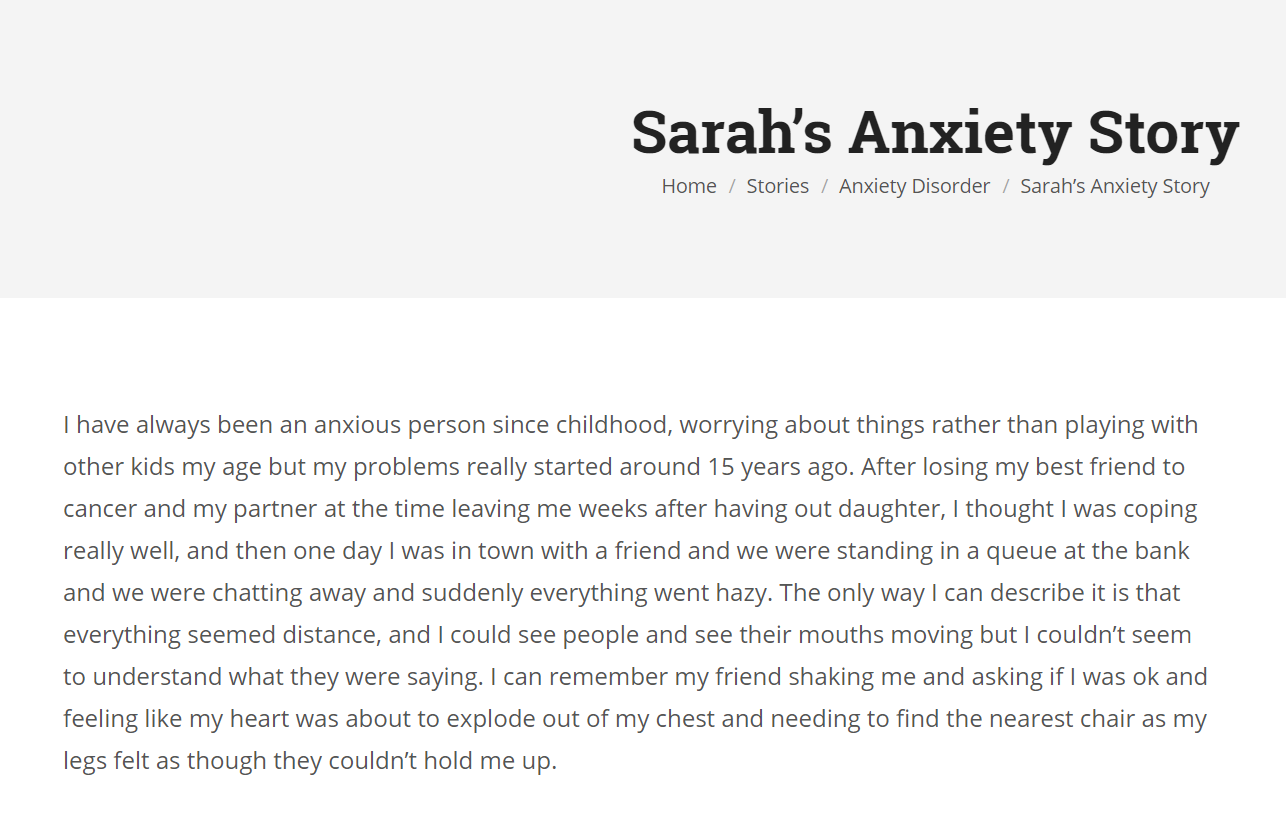 Sarah’s Anxiety Story
Home / Stories / Anxiety Disorder / Sarah’s Anxiety Story
I have always been an anxious person since childhood, worrying about things rather than playing with
other kids my age but my problems really started around 15 years ago. After losing my best friend to
cancer and my partner at the time leaving me weeks after having out daughter, I thought I was coping
really well, and then one day I was in town with a friend and we were standing in a queue at the bank
and we were chatting away and suddenly everything went hazy. The only way I can describe it is that
everything seemed distance, and I could see people and see their mouths moving but I couldn’t seem
to understand what they were saying. I can remember my friend shaking me and asking if I was ok and
feeling like my heart was about to explode out of my chest and needing to find the nearest chair as my
legs felt as though they couldn’t hold me up.